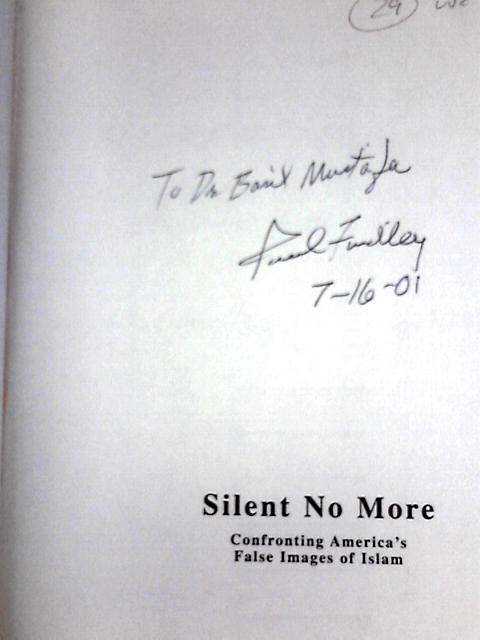 24
To Dr. Basil Mustafa
Paul Findley
7-16-01
Silent No More
Confronting America's
False Images of Islam